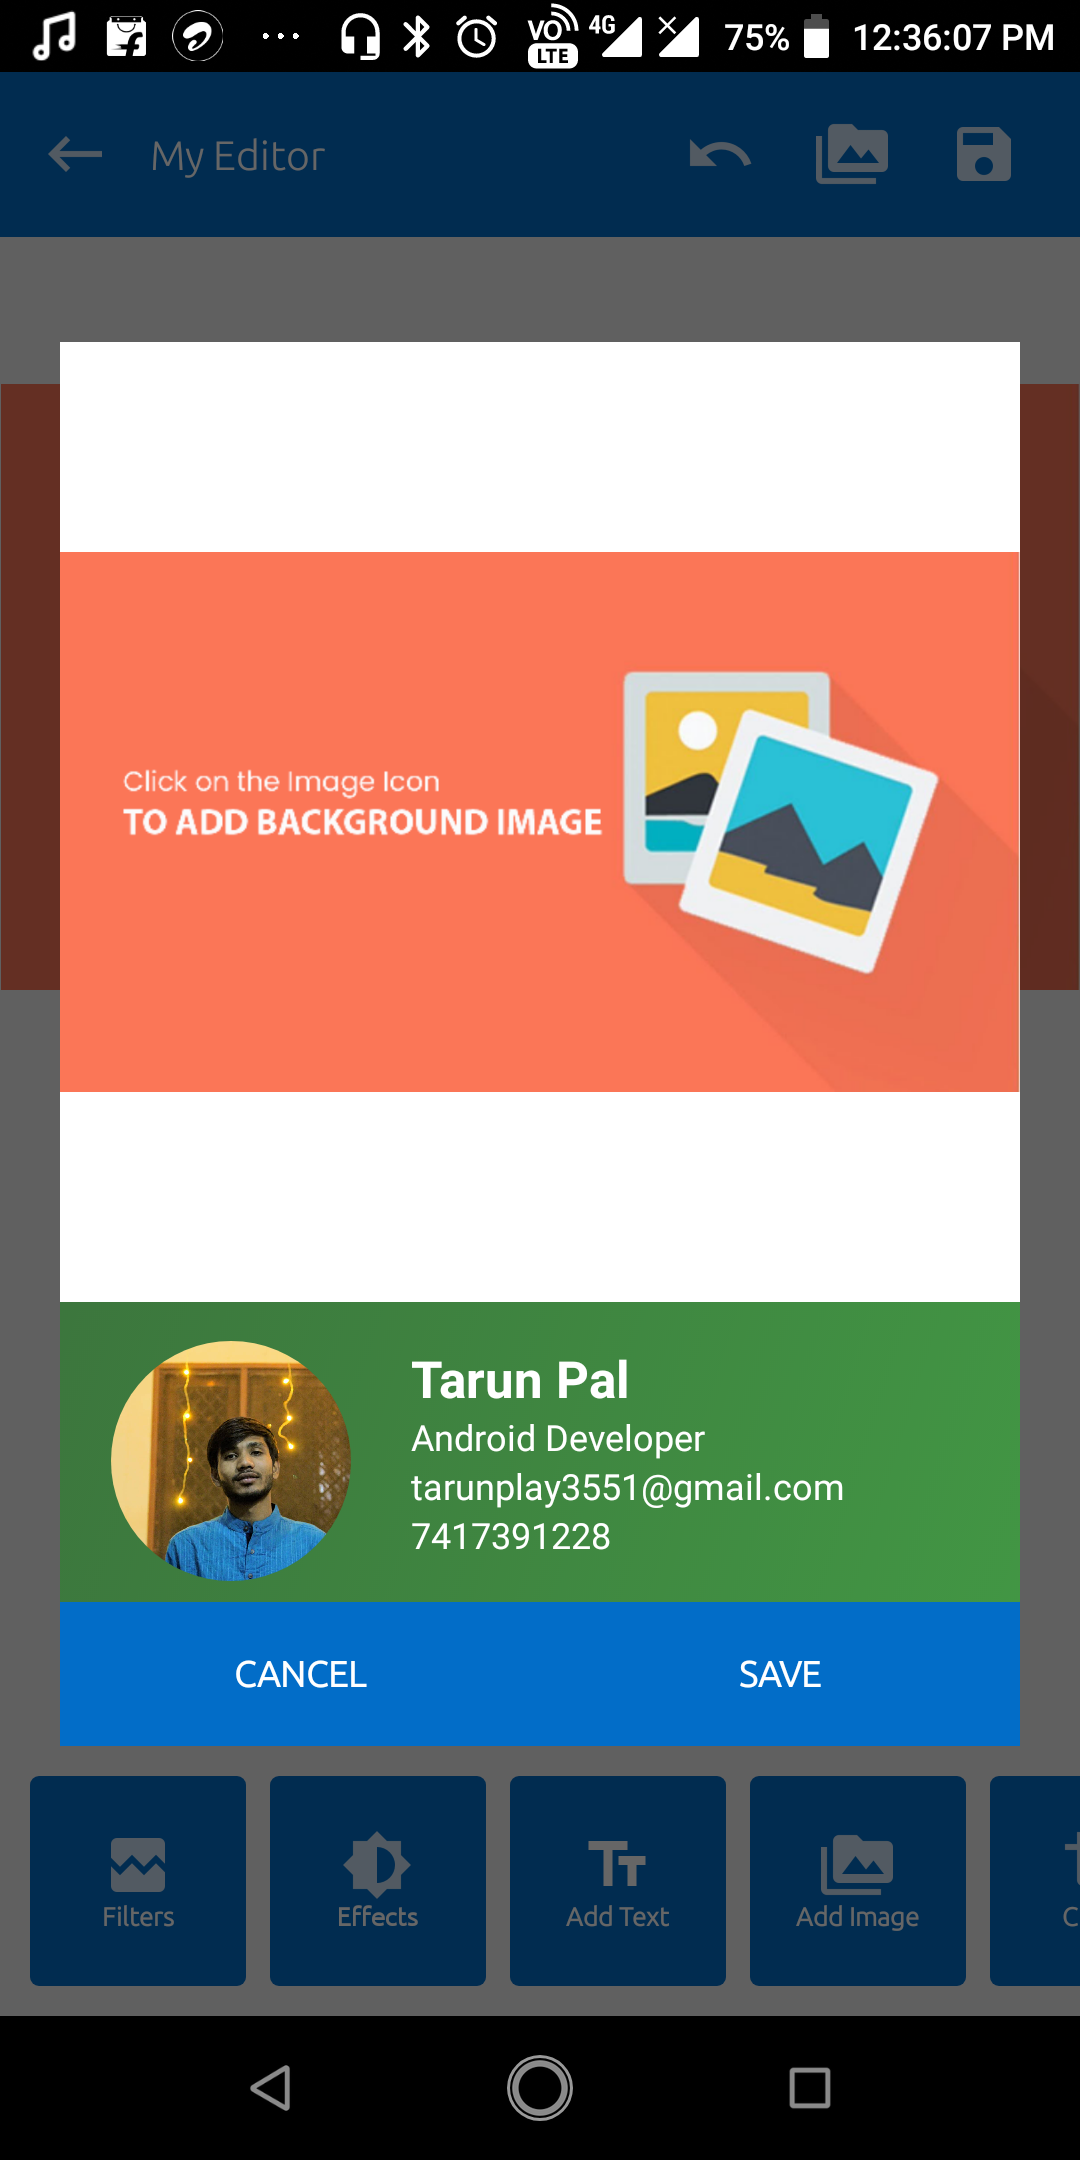 VO LTE 4G 75% 12:36:07 PM
My Editor
Click on the Image Icon
TO ADD BACKGROUND IMAGE
Tarun Pal
Android Developer
tarunplay3551@gmail.com
7417391228
CANCEL SAVE
Filters Effects Add Text Add Image C